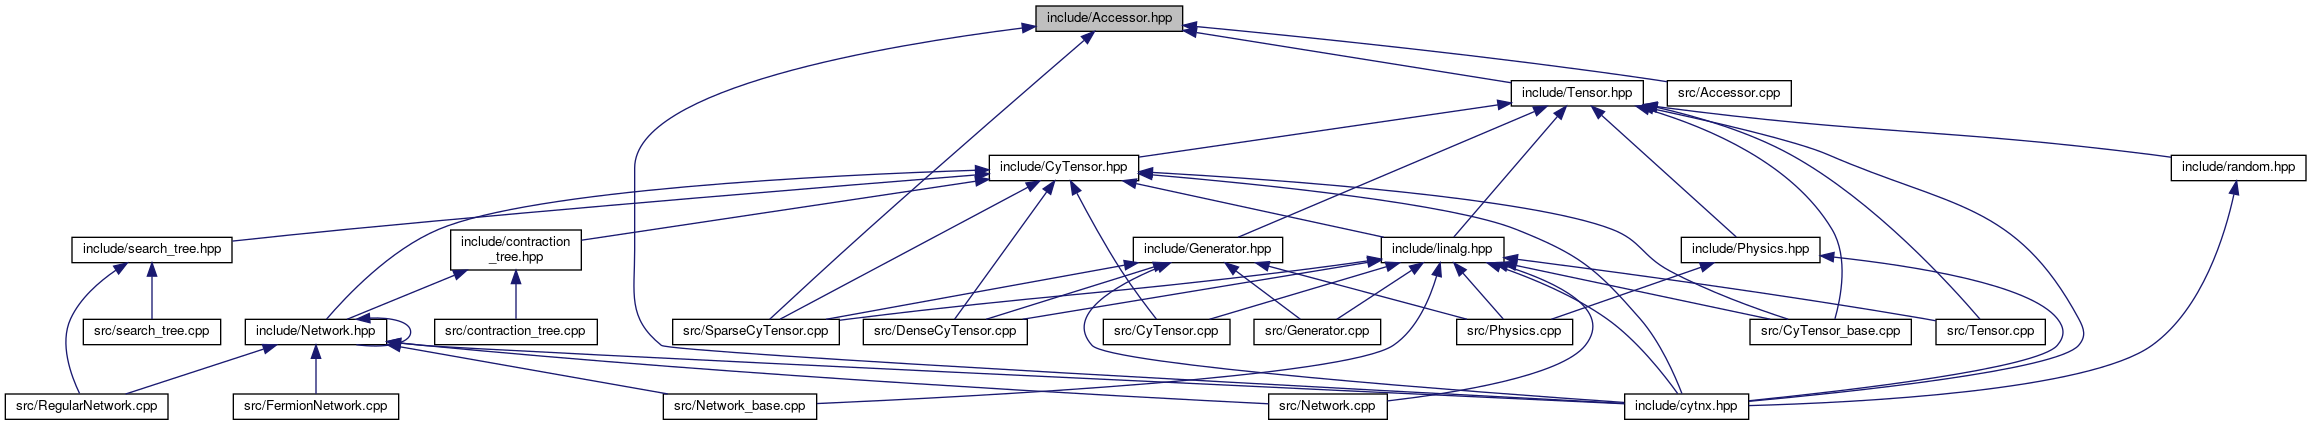 include/Accessor.hpp
include/Tensor.hpp
src/Accessor.cpp
include/CyTensor.hpp
include/random.hpp
include/search_tree.hpp
include/contraction
_tree.hpp
include/Generator.hpp
include/linalg.hpp
include/Physics.hpp
src/search_tree.cpp
include/Network.hpp
src/contraction_tree.cpp
src/SparseCyTensor.cpp
src/DenseCyTensor.cpp
src/CyTensor.cpp
src/Generator.cpp
src/Physics.cpp
src/CyTensor_base.cpp
src/Tensor.cpp
src/RegularNetwork.cpp
src/FermionNetwork.cpp
src/Network_base.cpp
src/Network.cpp
include/cytnx.hpp